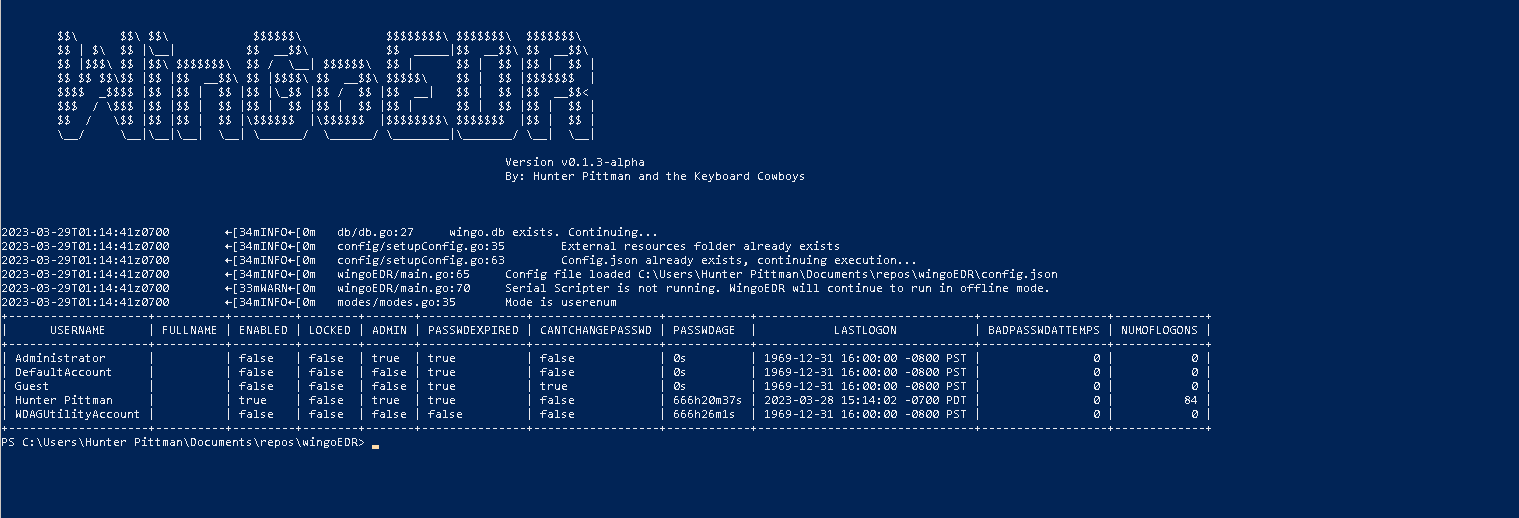 WinGoEDR
Version v0.1.3-alpha
By: Hunter Pittman and the Keyboard Cowboys
2023-03-29T01:14:41z0700 ←[34mINFO←[0m db/db.go:27 wingo.db exists. Continuing...
2023-03-29T01:14:41z0700 ←[34mINFO←[0m config/setupConfig.go:35 External resources folder already exists
2023-03-29T01:14:41z0700 ←[34mINFO←[0m config/setupConfig.go:63 Config.json already exists, continuing execution...
2023-03-29T01:14:41z0700 ←[34mINFO←[0m wingoEDR/main.go:65 Config file loaded C:\Users\Hunter Pittman\Documents\repos\wingoEDR\config.json
2023-03-29T01:14:41z0700 ←[33mWARN←[0m wingoEDR/main.go:70 Serial Scripter is not running. WingoEDR will continue to run in offline mode.
2023-03-29T01:14:41z0700 ←[34mINFO←[0m modes/modes.go:35 Mode is userenum
| USERNAME | FULLNAME | ENABLED | LOCKED | ADMIN | PASSWDEXPIRED | CANTCHANGEPASSWD | PASSWDAGE | LASTLOGON | BADPASSWDATTEMPS | NUMOFLOGONS |
| Administrator | | false | false | true | true | false | 0s | 1969-12-31 16:00:00 -0800 PST | 0 | 0 |
| DefaultAccount | | false | false | false | true | false | 0s | 1969-12-31 16:00:00 -0800 PST | 0 | 0 |
| Guest | | false | false | false | true | true | 0s | 1969-12-31 16:00:00 -0800 PST | 0 | 0 |
| Hunter Pittman | | true | false | true | true | false | 666h20m37s | 2023-03-28 15:14:02 -0700 PDT | 0 | 84 |
| WDAGUtilityAccount | | false | false | false | false | false | 666h26m1s | 1969-12-31 16:00:00 -0800 PST | 0 | 0 |
PS C:\Users\Hunter Pittman\Documents\repos\wingoEDR>